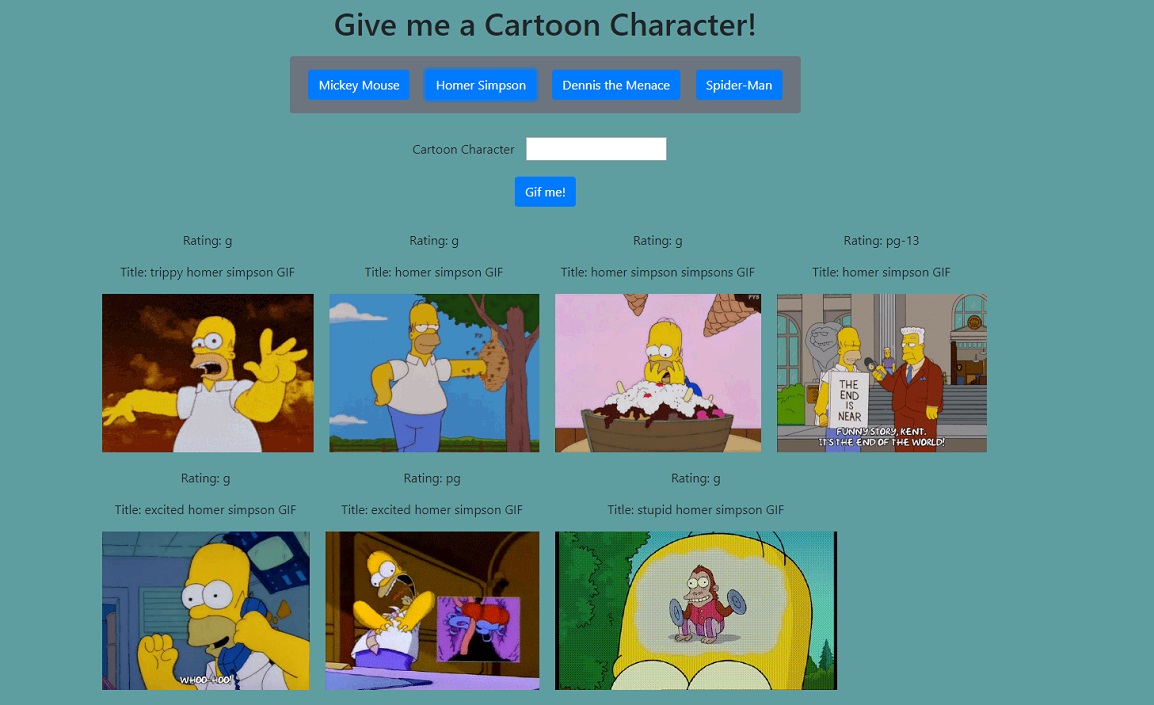 Give me a Cartoon Character!
Mickey Mouse Homer Simpson Dennis the Menace Spider-Man
Cartoon Character
Gif me!
Rating: g Rating: g Rating: g Rating: pg-13
Title: trippy homer simpson GIF Title: homer simpson GIF Title: homer simpson simpsons GIF Title: homer simpson GIF
FYS
THE
END
IS
NEAR
FUNNY STORY, KENT.
IT'S THE END OF THE WORLD!
Rating: g Rating: pg Rating: g
Title: excited homer simpson GIF Title: excited homer simpson GIF Title: stupid homer simpson GIF
WHOO-HOO!